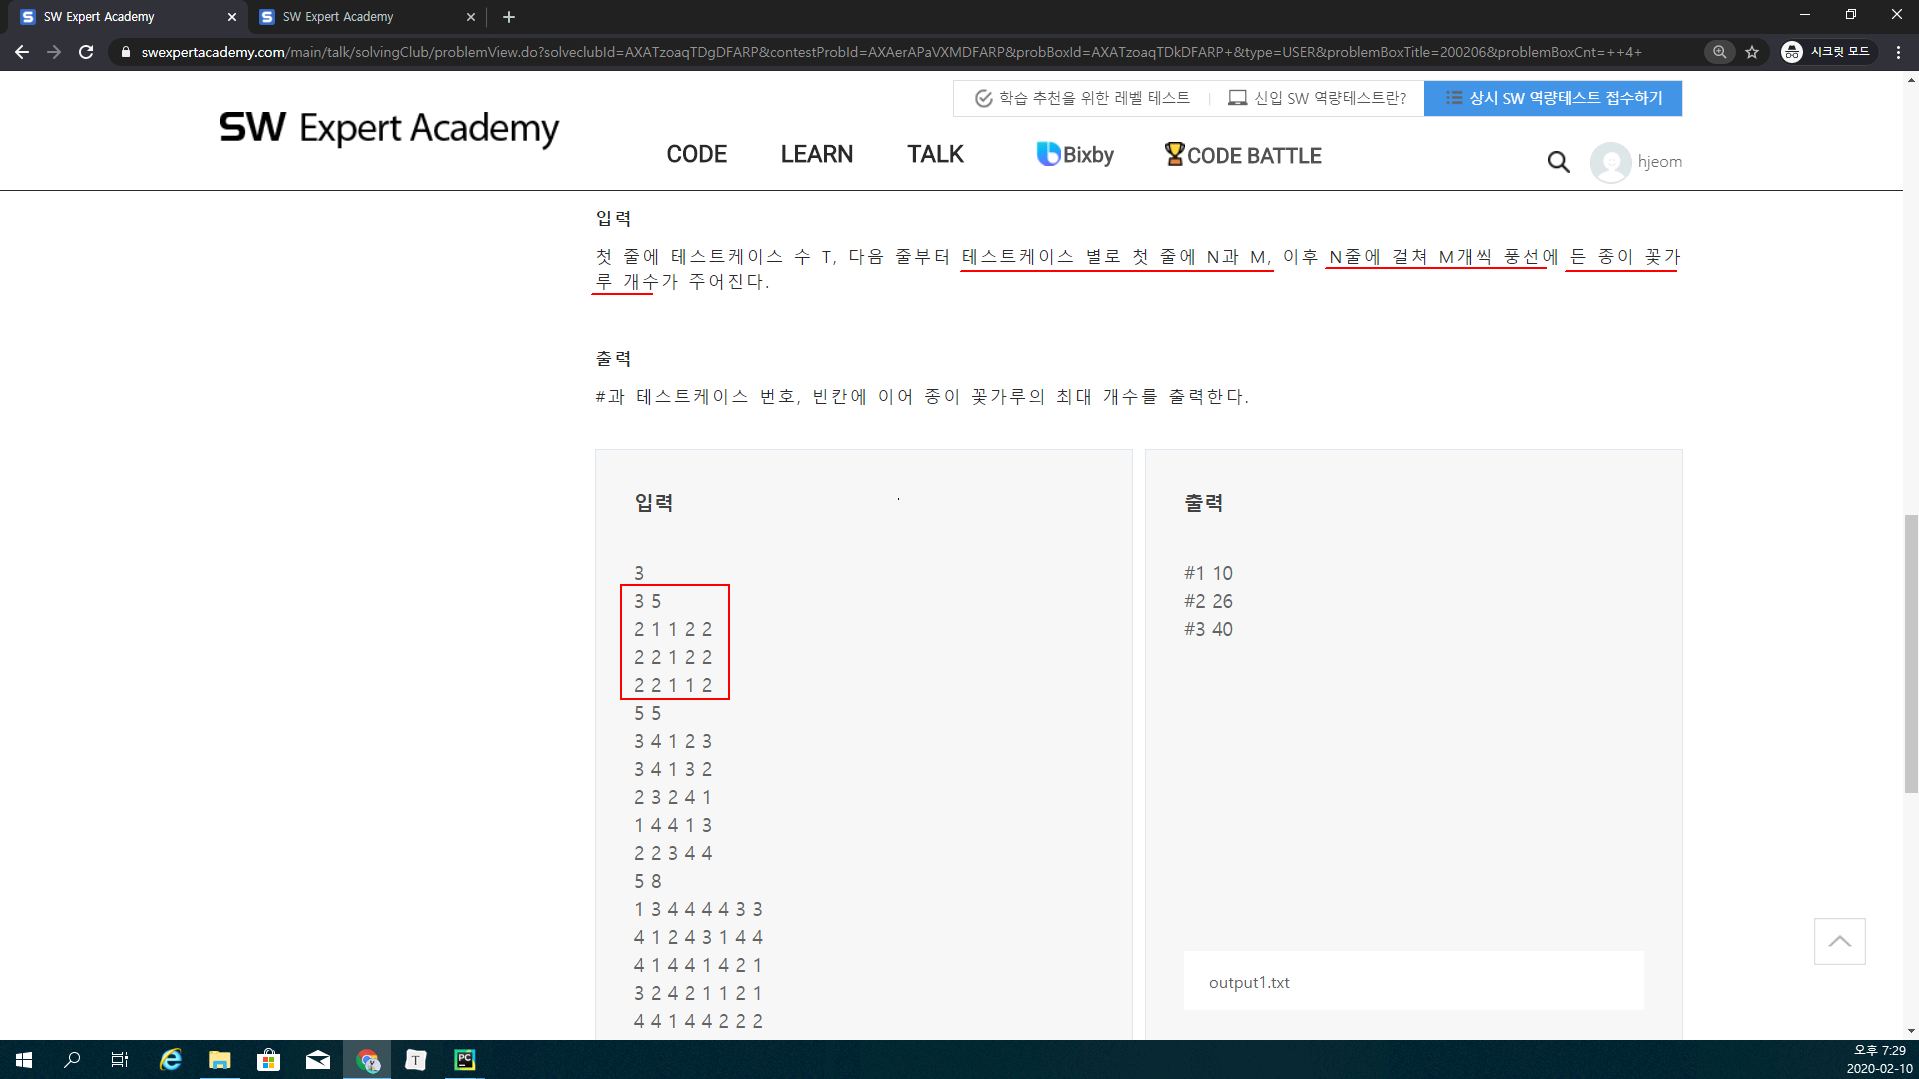 SW Expert Academy
SW Expert Academy
swexpertacademy.com/main/talk/solvingClub/problemView.do?solveclubId=AXATzoaqTDgDFARP&contestProbId=AXAerAPaVXMDFARP&probBoxId=AXATzoaqTDkDFARP+&type=USER&problemBoxTitle=200206&problemBoxCnt=++4+
시크릿 모드
학습 추천을 위한 레벨 테스트
신입 SW 역량테스트란?
상시 SW 역량테스트 접수하기
SW Expert Academy
CODE
LEARN
TALK
Bixby
CODE BATTLE
hjeom
입력
첫 줄에 테스트케이스 수 T, 다음 줄부터 테스트케이스 별로 첫 줄에 N과 M, 이후 N줄에 걸쳐 M개씩 풍선에 든 종이 꽃가
루 개수가 주어진다.
출력
#과 테스트케이스 번호, 빈칸에 이어 종이 꽃가루의 최대 개수를 출력한다.
입력
3
3 5
2 1 1 2 2
2 2 1 2 2
2 2 1 1 2
5 5
3 4 1 2 3
3 4 1 3 2
2 3 2 4 1
1 4 4 1 3
2 2 3 4 4
5 8
1 3 4 4 4 4 3 3
4 1 2 4 3 1 4 4
4 1 4 4 1 4 2 1
3 2 4 2 1 1 2 1
4 4 1 4 4 2 2 2
출력
#1 10
#2 26
#3 40
output1.txt
T
PC
오후 7:29
2020-02-10